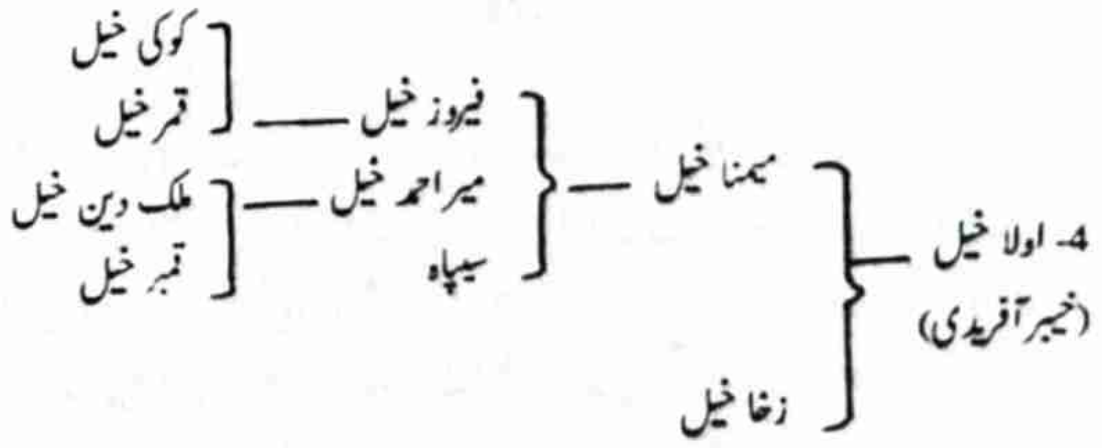 4- اولا خیل
(خیبر آفریدی)
میمنا خیل
زخا خیل
فیروز خیل
میر احمد خیل
سیپاہ
کوکی خیل
قمر خیل
ملک دین خیل
قمبر خیل